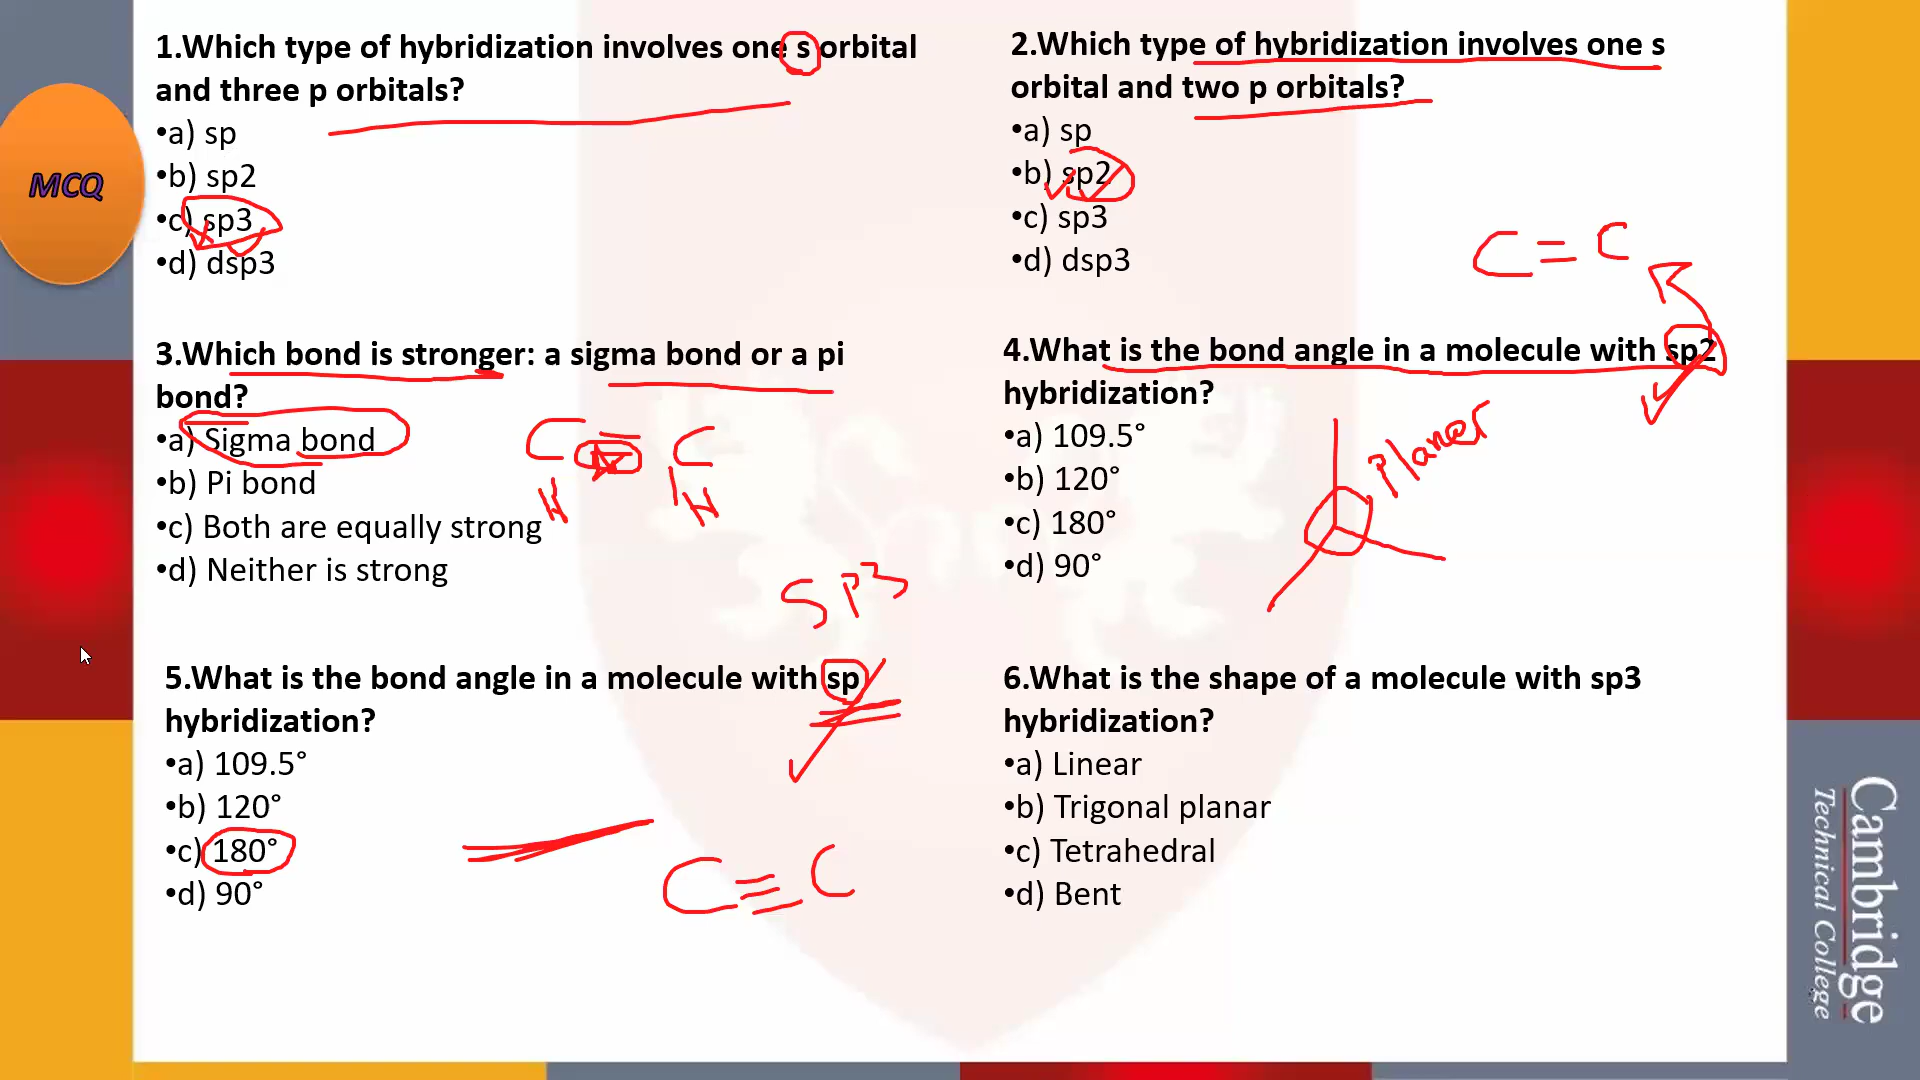 MCQ
1.Which type of hybridization involves one s orbital
and three p orbitals?
•a) sp
•b) sp2
•c) sp3
•d) dsp3
2.Which type of hybridization involves one s
orbital and two p orbitals?
•a) sp
•b) sp2
•c) sp3
•d) dsp3
C=C
3.Which bond is stronger: a sigma bond or a pi
bond?
•a) Sigma bond
•b) Pi bond
•c) Both are equally strong
•d) Neither is strong
C=C
H H
SP3
4.What is the bond angle in a molecule with sp2
hybridization?
•a) 109.5°
•b) 120°
•c) 180°
•d) 90°
Planer
5.What is the bond angle in a molecule with sp
hybridization?
•a) 109.5°
•b) 120°
•c) 180°
•d) 90°
C≡C
6.What is the shape of a molecule with sp3
hybridization?
•a) Linear
•b) Trigonal planar
•c) Tetrahedral
•d) Bent
Cambridge
Technical College